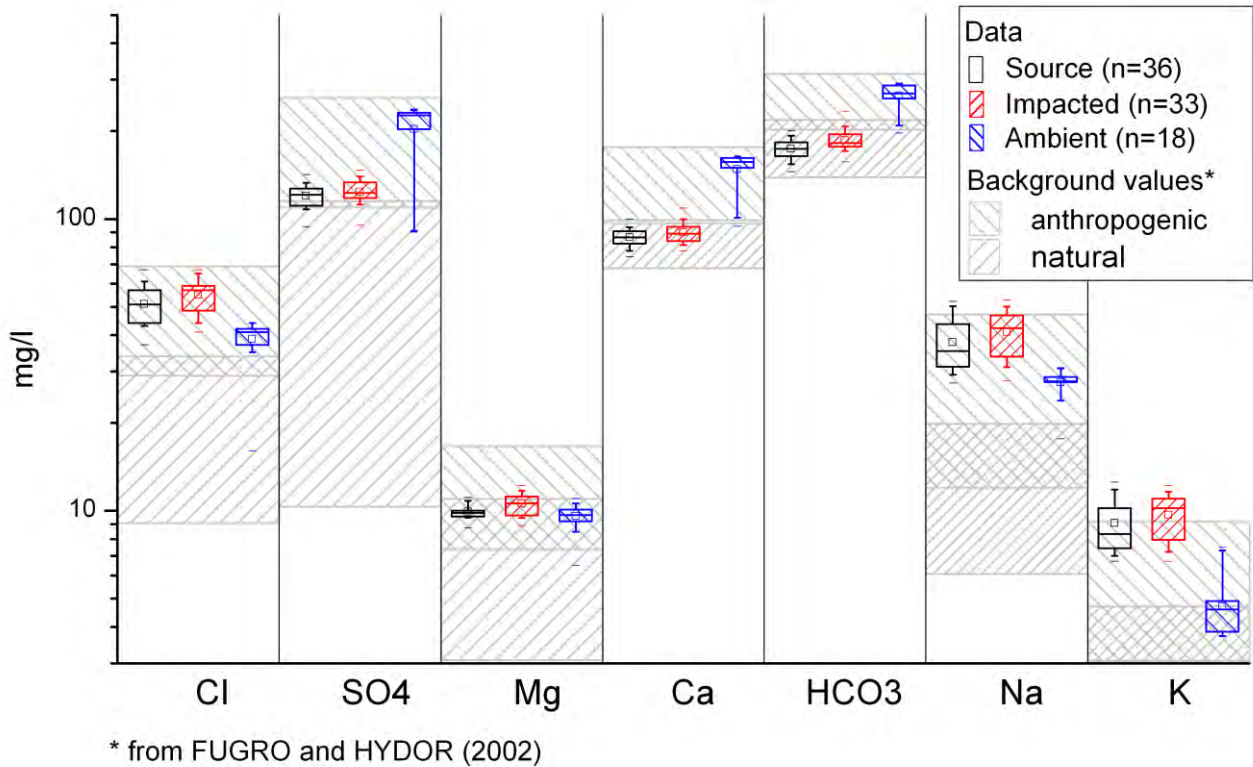 Data
Source (n=36)
Impacted (n=33)
Ambient (n=18)
Background values*
anthropogenic
natural
mg/l
100
10
Cl SO4 Mg Ca HCO3 Na K
* from FUGRO and HYDOR (2002)